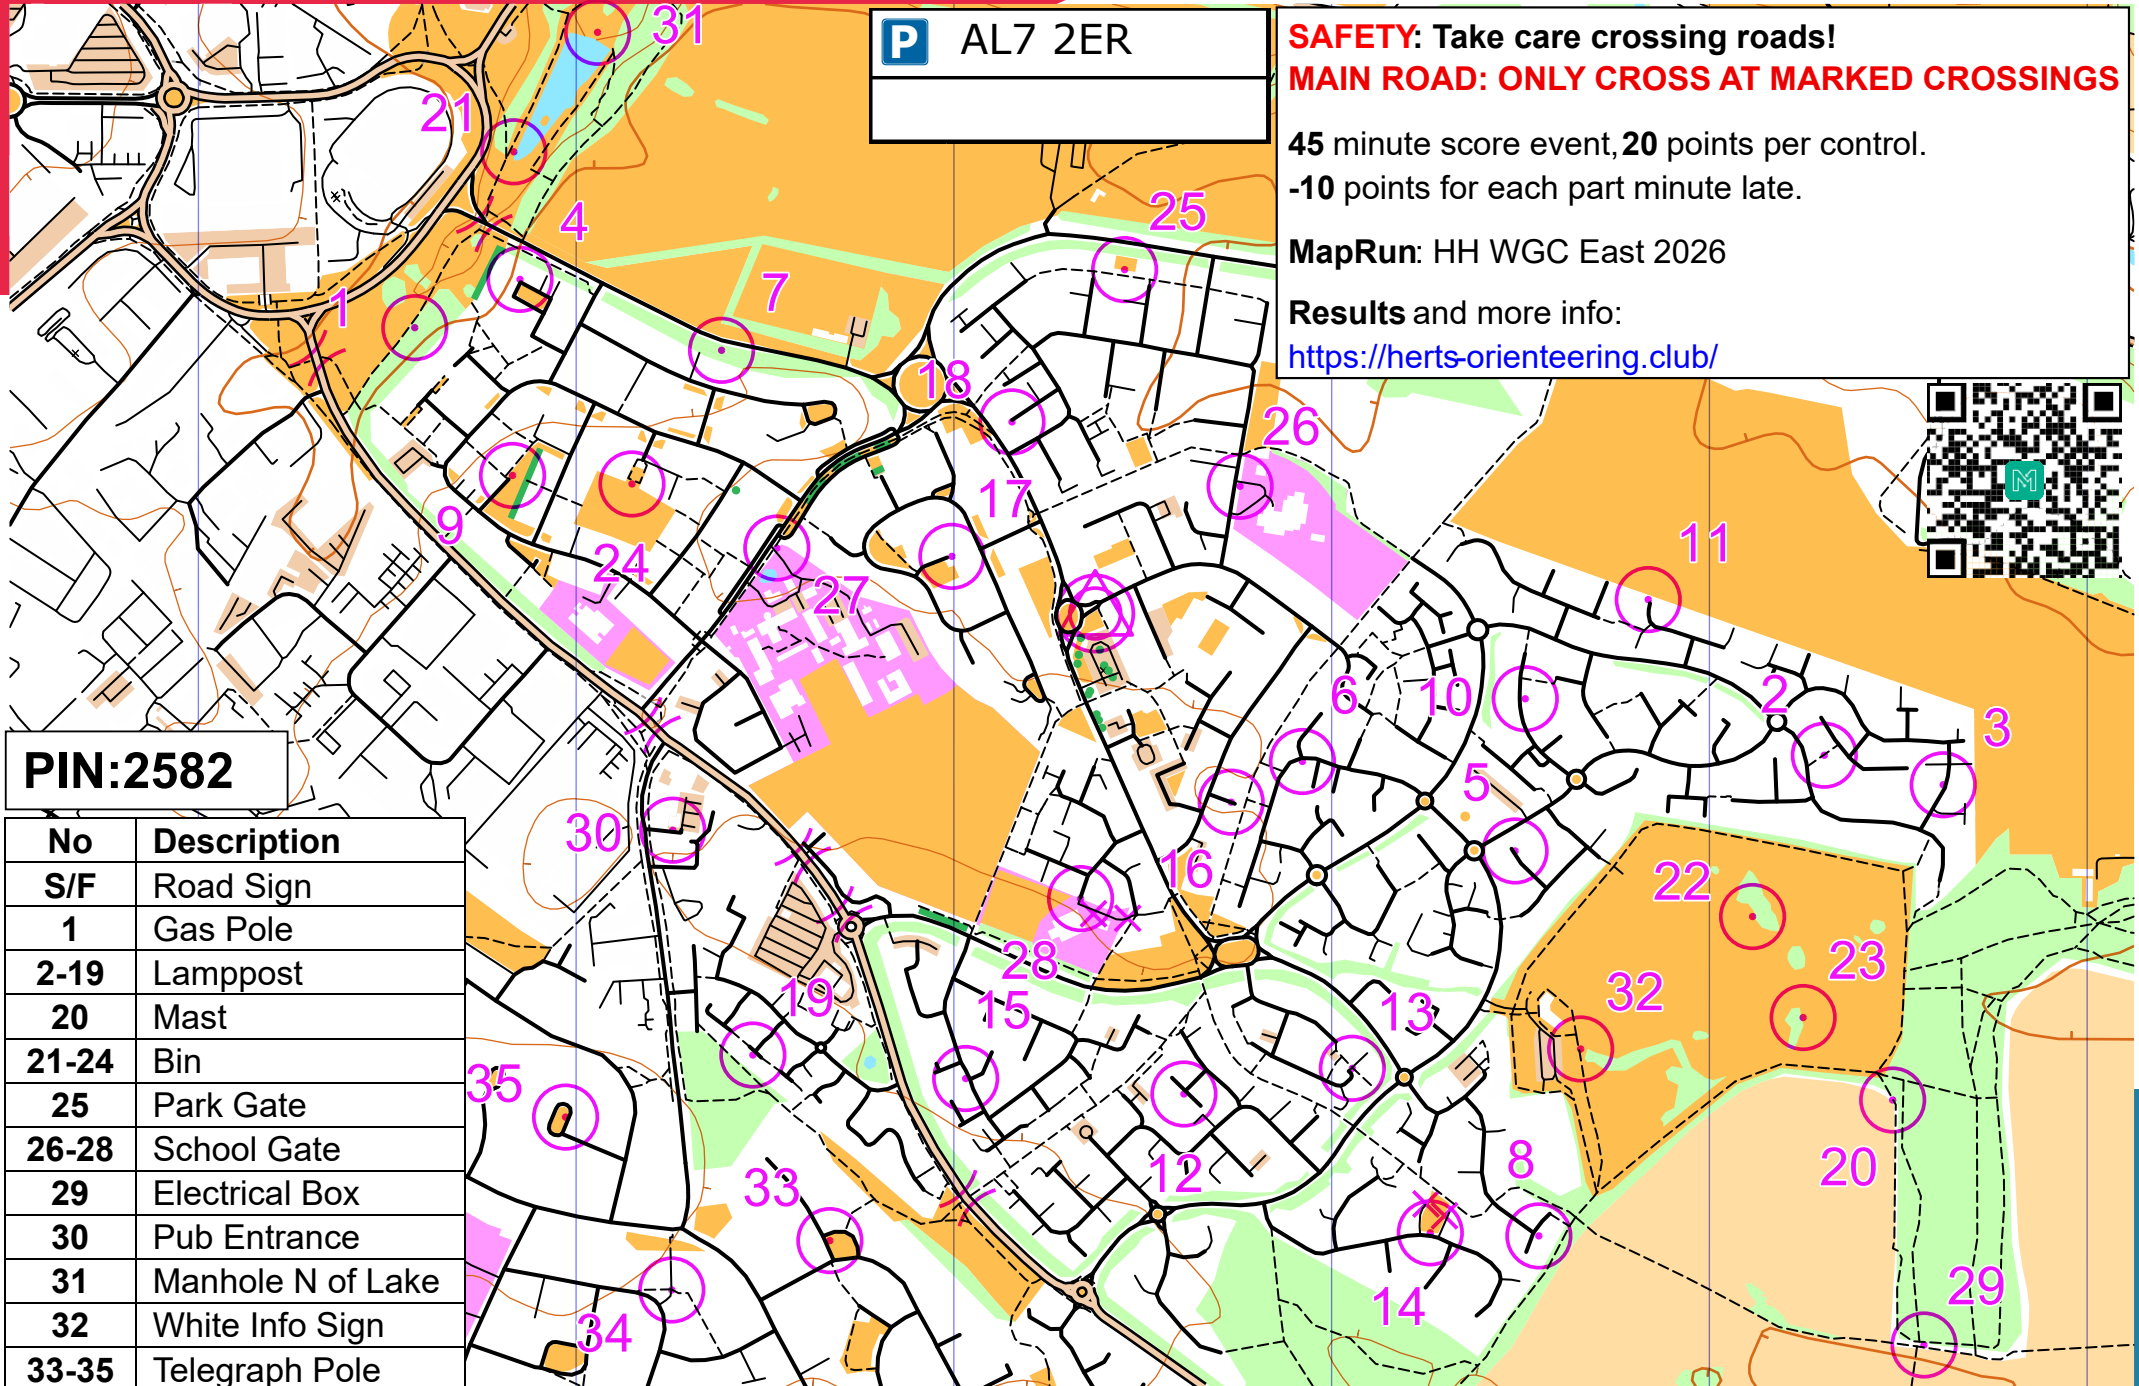 P AL7 2ER
SAFETY: Take care crossing roads!
MAIN ROAD: ONLY CROSS AT MARKED CROSSINGS
45 minute score event, 20 points per control.
-10 points for each part minute late.
MapRun: HH WGC East 2026
Results and more info:
https://herts-orienteering.club/
M
31
21
4
25
7
1
18
26
17
9
11
24
27
6
10
2
3
5
30
16
22
28
23
32
19
15
13
35
12
8
20
33
29
14
34
PIN:2582
No Description
S/F Road Sign
1 Gas Pole
2-19 Lamppost
20 Mast
21-24 Bin
25 Park Gate
26-28 School Gate
29 Electrical Box
30 Pub Entrance
31 Manhole N of Lake
32 White Info Sign
33-35 Telegraph Pole